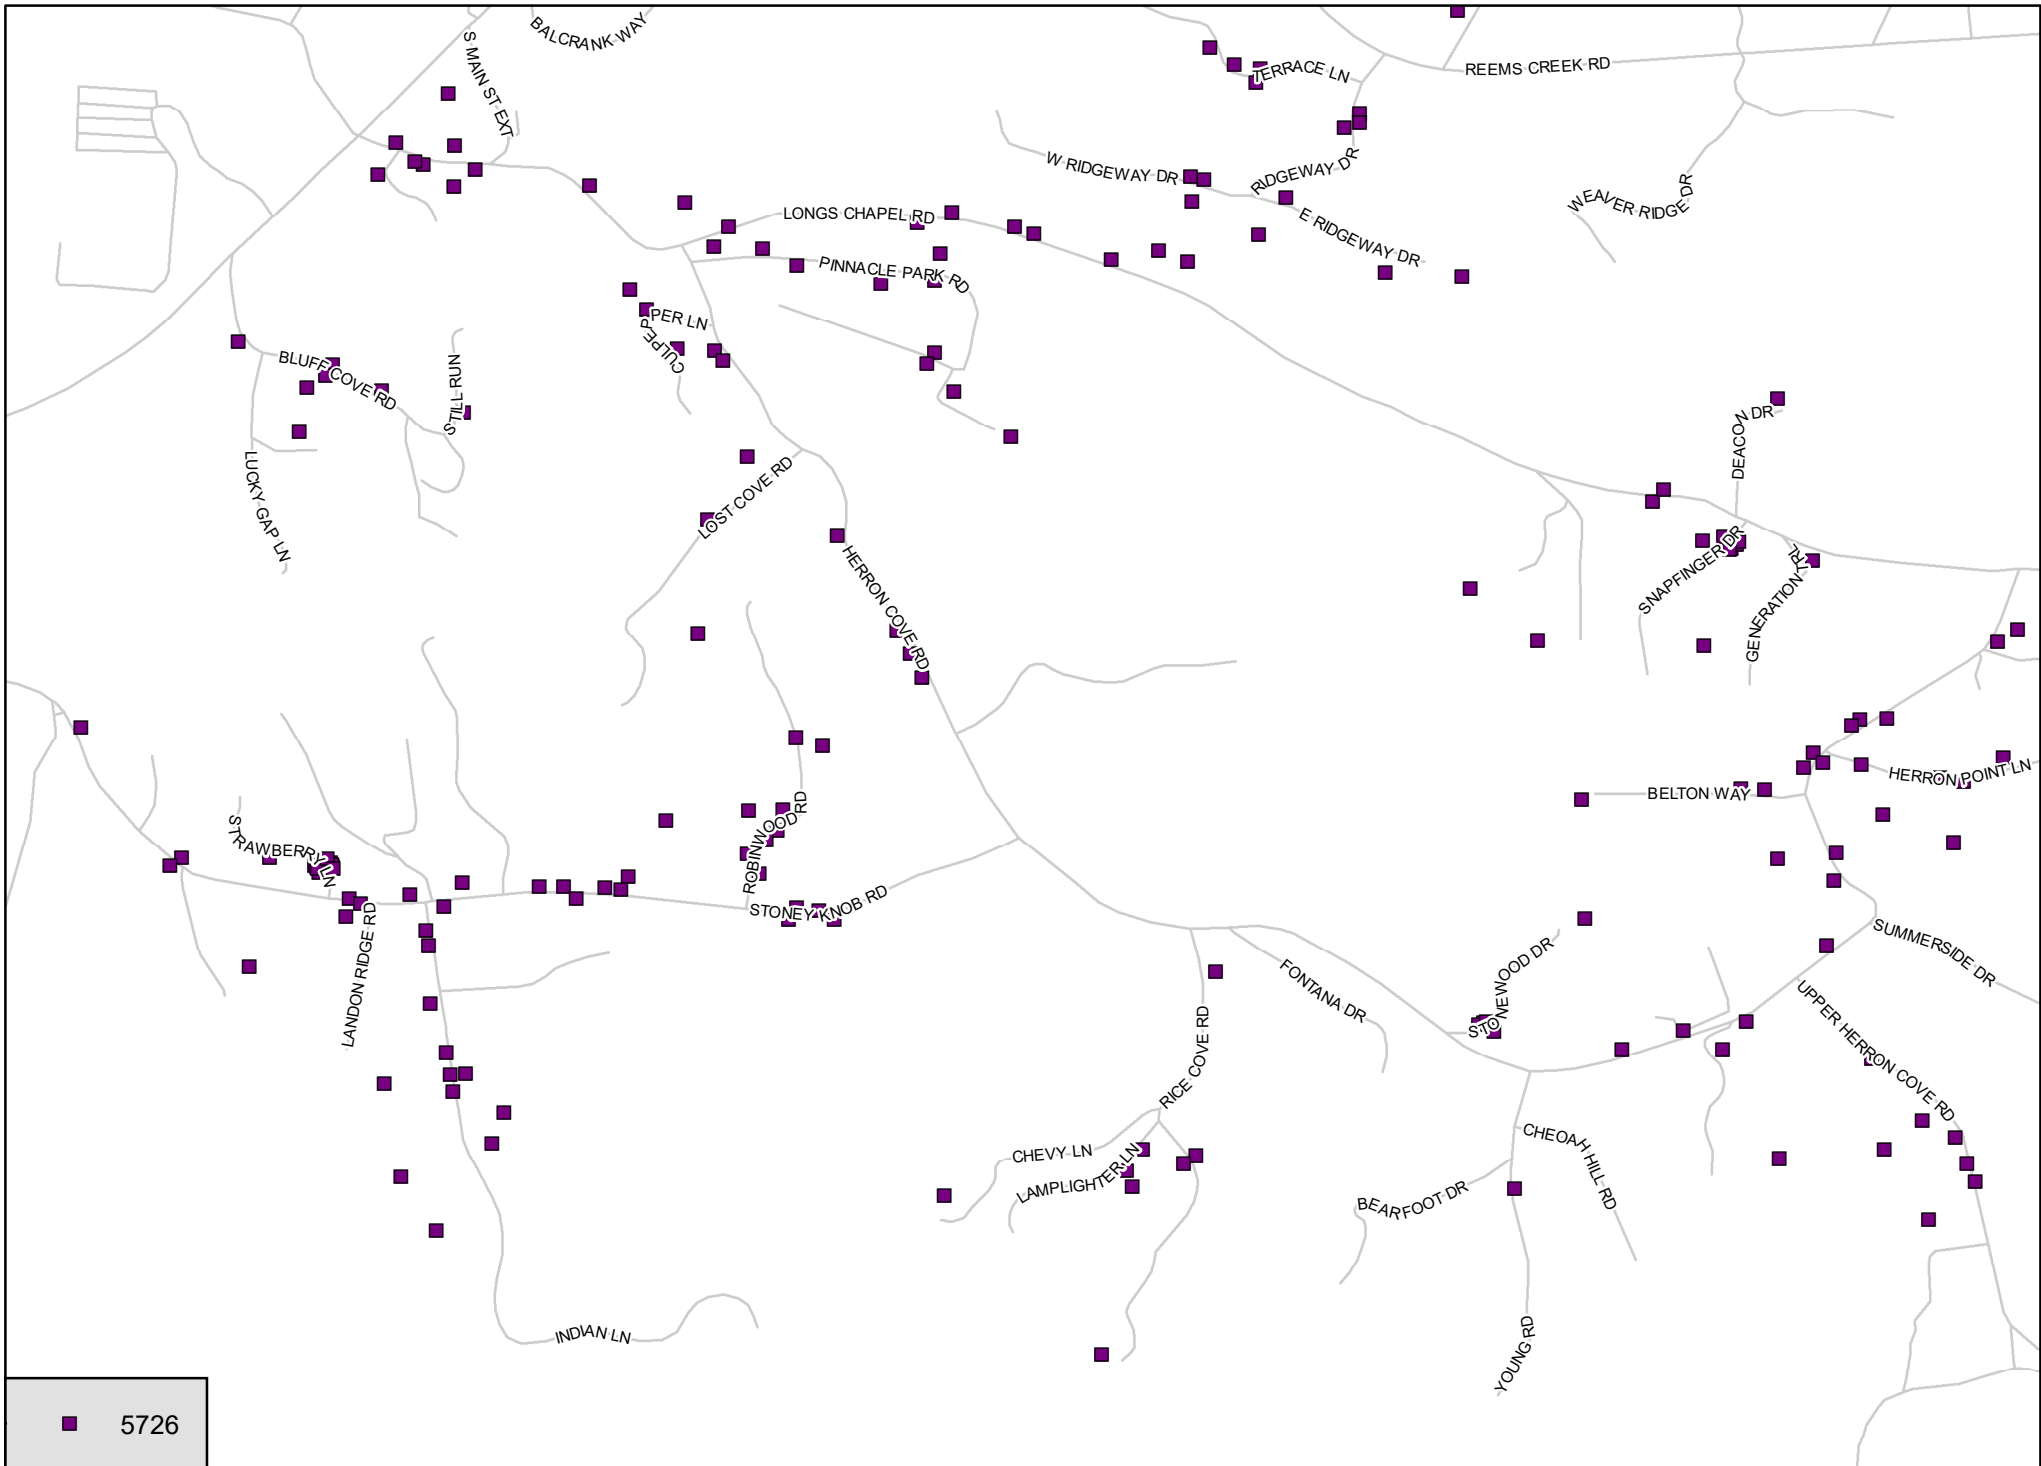 BALCRANK WAY
S MAIN ST EXT
TERRACE LN
REEMS CREEK RD
W RIDGEWAY DR
RIDGEWAY DR
WEAVER RIDGE DR
LONGS CHAPEL RD
E RIDGEWAY DR
PINNACLE PARK RD
CULPEPPER LN
BLUFF COVE RD
STILL RUN
DEACON DR
LUCKY GAP LN
LOST COVE RD
HERRON COVE RD
SNAPFINGER DR
GENERATION TRL
HERRON POINT LN
BELTON WAY
STRAWBERRY LN
ROBINWOOD RD
STONEY KNOB RD
LANDON RIDGE RD
SUMMERSIDE DR
STONEWOOD DR
FONTANA DR
UPPER HERRON COVE RD
RICE COVE RD
CHEVY LN
LAMPLIGHTER LN
CHEOAH HILL RD
BEARFOOT DR
INDIAN LN
YOUNG RD
5726